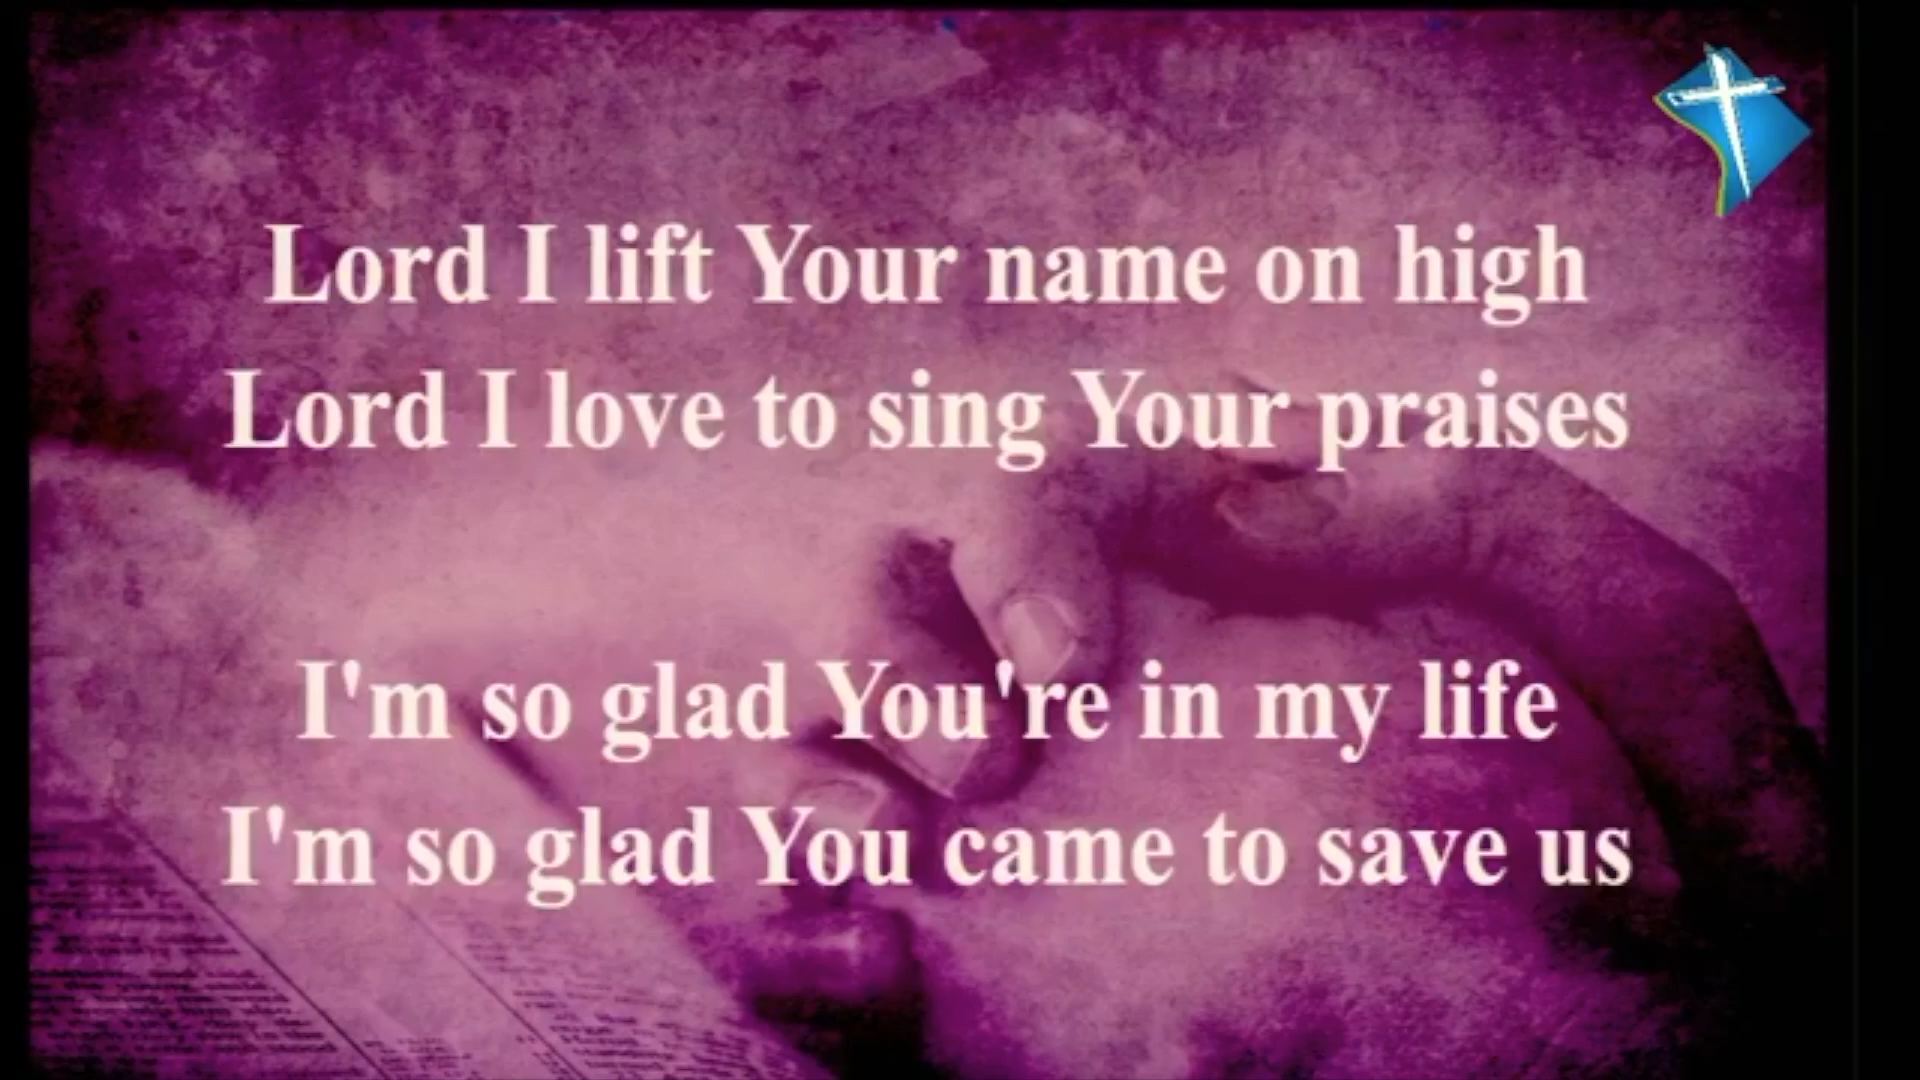 Lord I lift Your name on high
Lord I love to sing Your praises
I'm so glad You're in my life
I'm so glad You came to save us